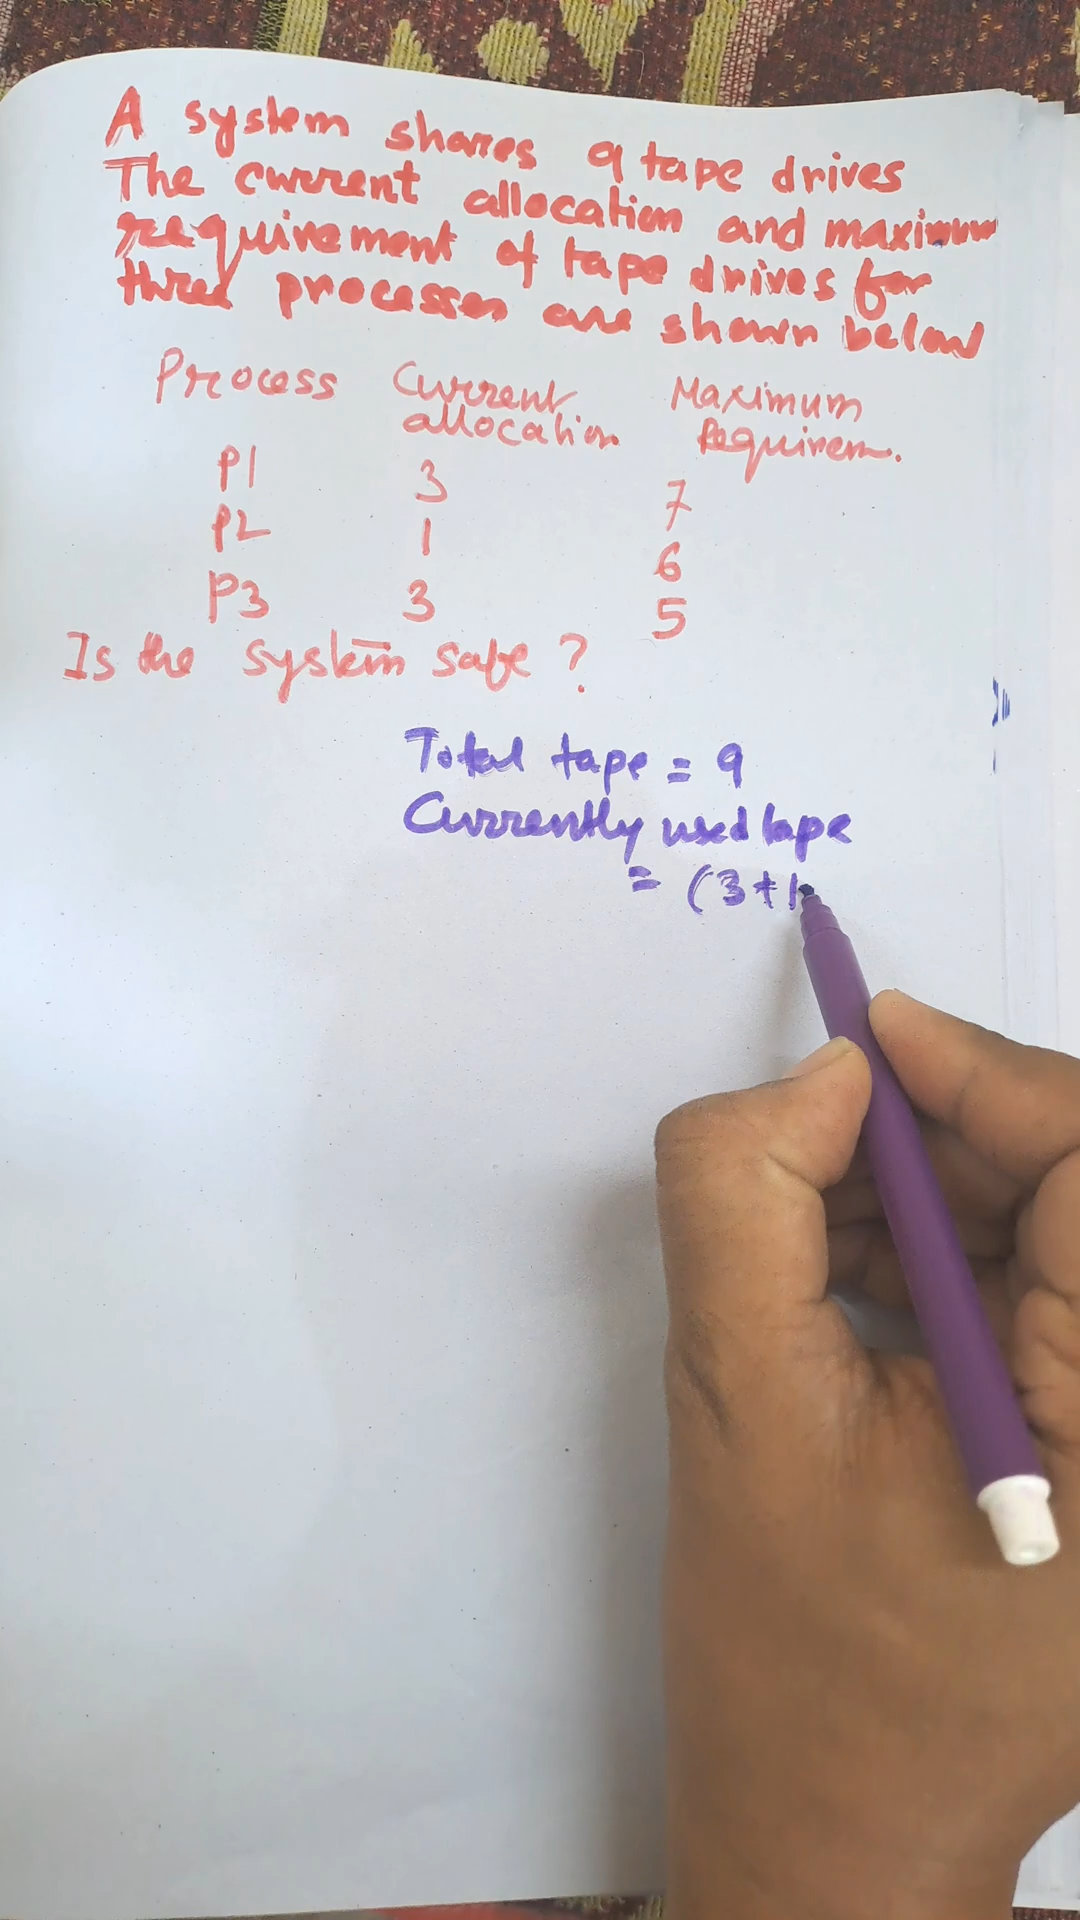 A system shares 9 tape drives
The current allocation and maximum
requirement of tape drives for
three processes are shown below
Process Current allocation Maximum Requirem.
P1 3 7
P2 1 6
P3 3 5
Is the system safe ?
Total tape = 9
Currently used tape
= (3+1